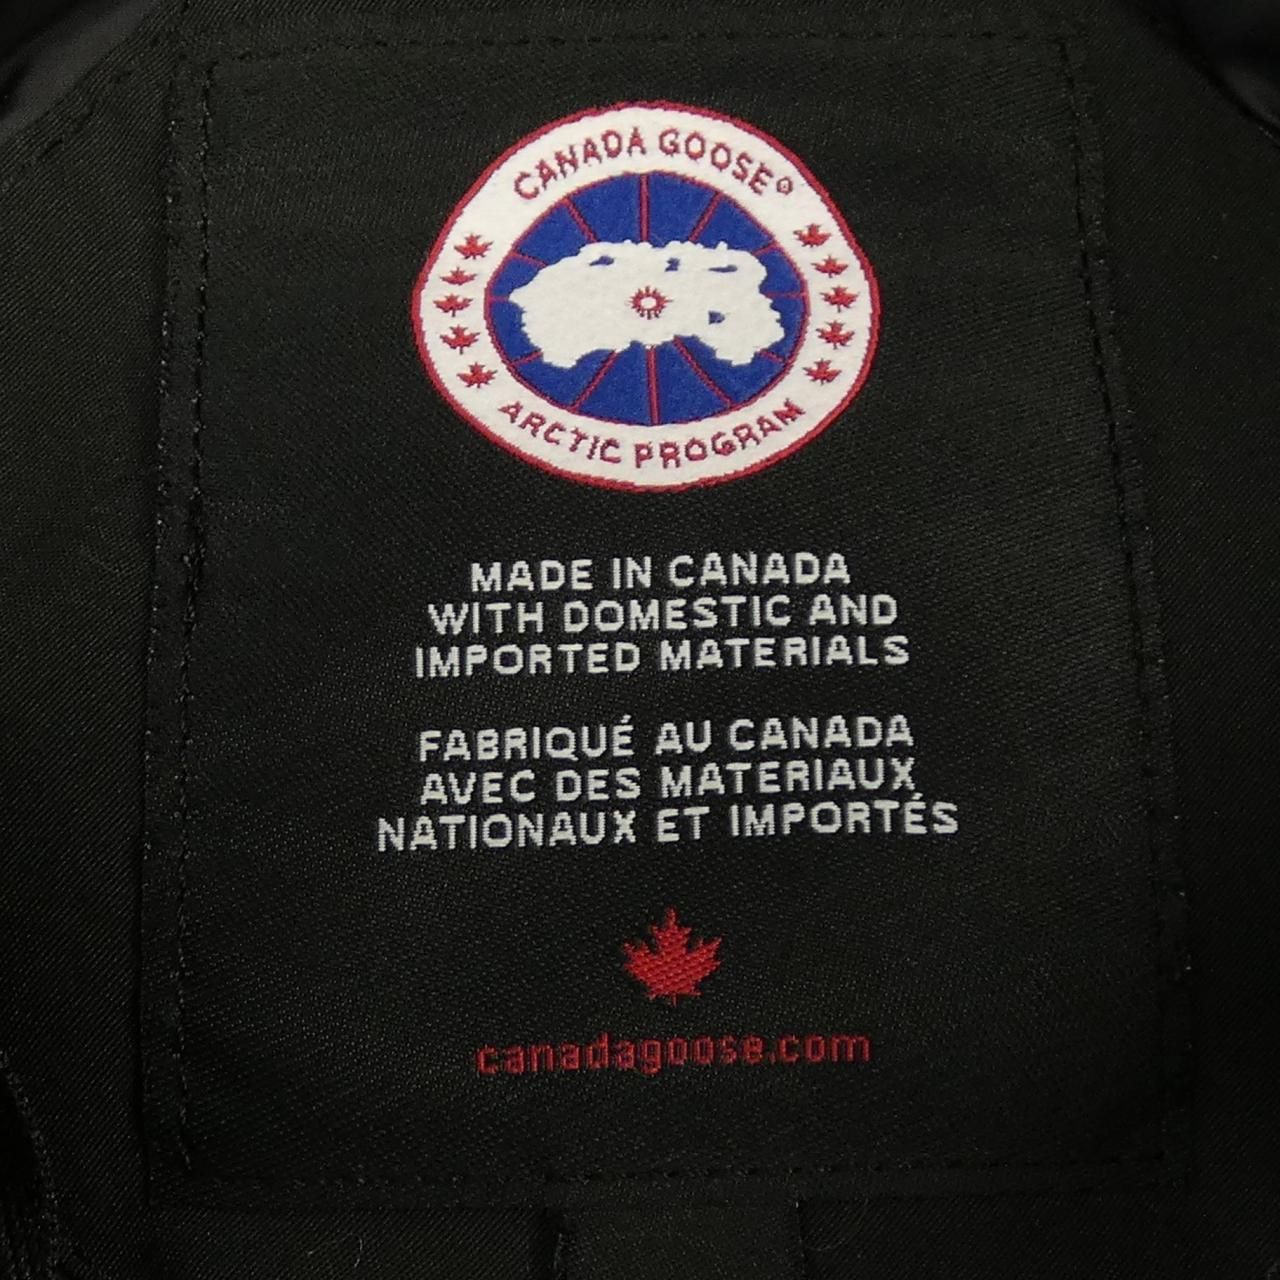 CANADA GOOSE®
ARCTIC PROGRAM
MADE IN CANADA
WITH DOMESTIC AND
IMPORTED MATERIALS
FABRIQUÉ AU CANADA
AVEC DES MATERIAUX
NATIONAUX ET IMPORTÉS
canadagoose.com